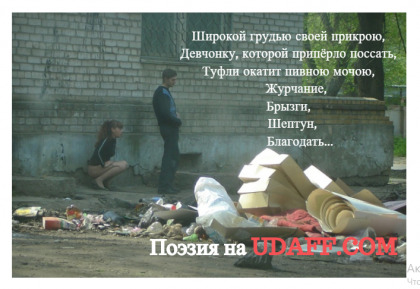 Широкой грудью своей прикрою,
Девчонку, которой припёрло поссать,
Туфли окатит пивною мочою,
Журчание,
Брызги,
Шептун,
Благодать...
Поэзия на UDAFF.COM